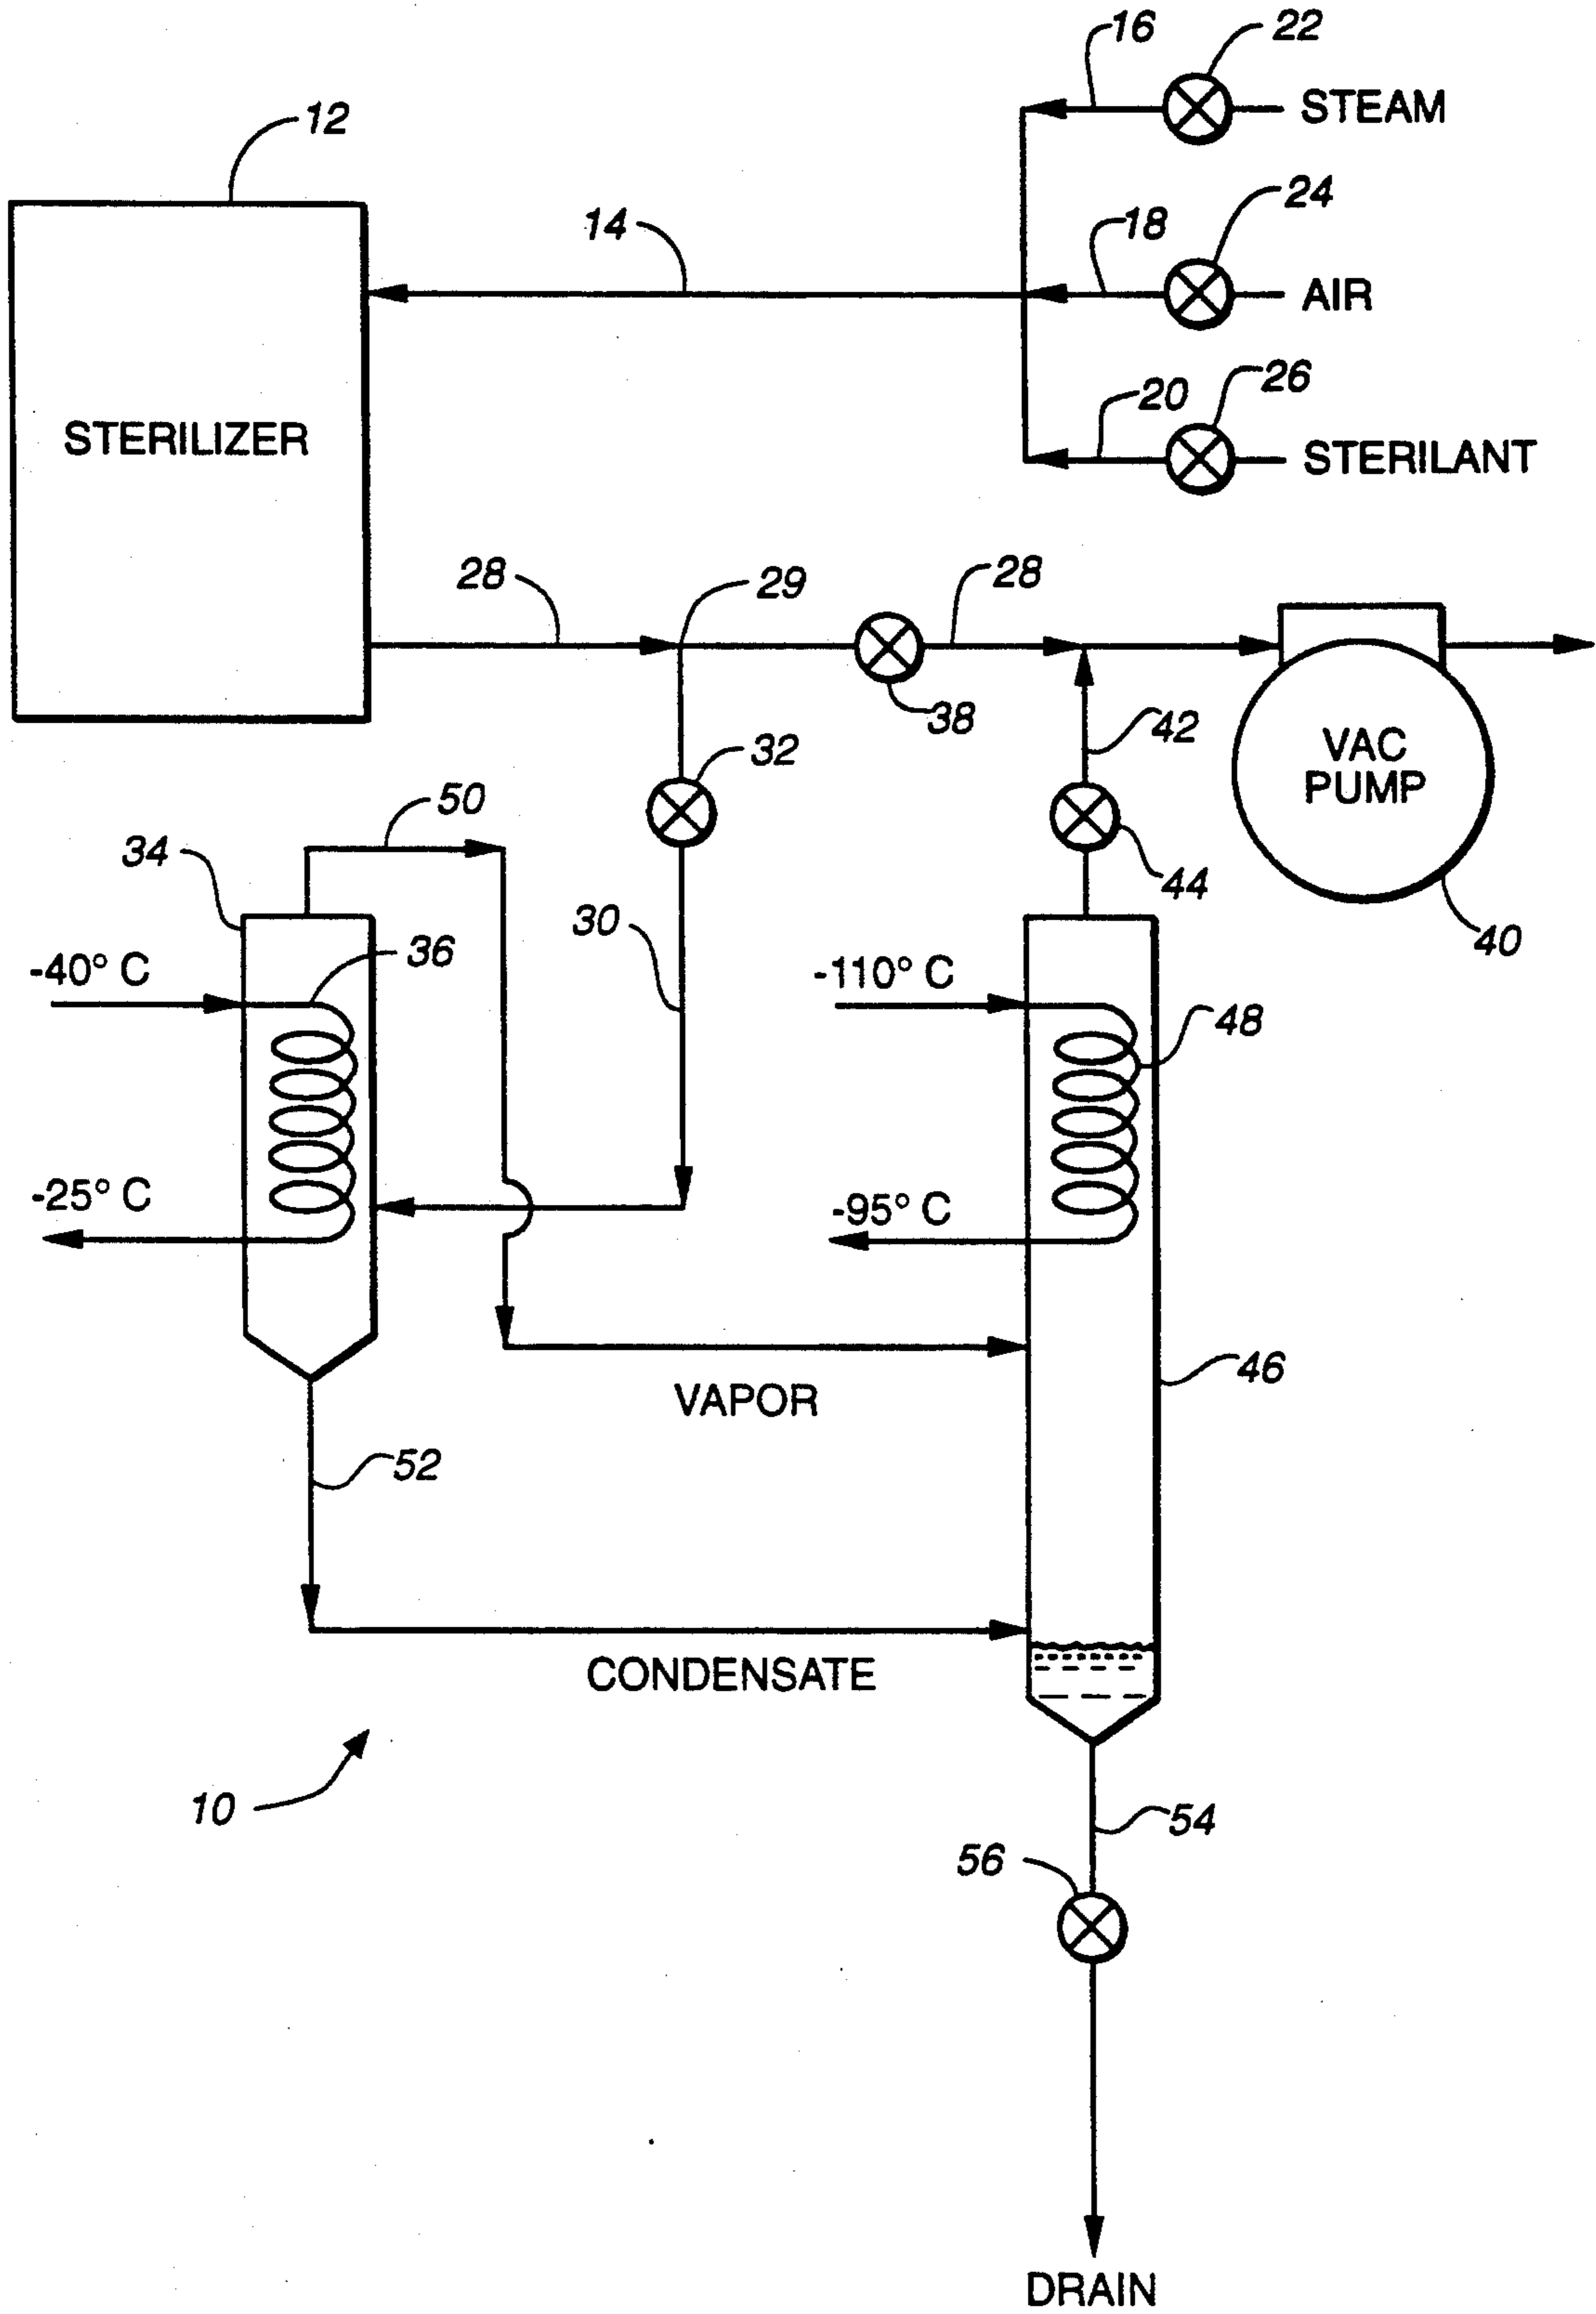 16
22
STEAM
12
24
14
18
AIR
26
20
STERILIZER
STERILANT
28
29
28
38
42
VAC
PUMP
32
50
34
44
30
40
36
-40° C
-110° C
48
-25° C
-95° C
46
VAPOR
52
CONDENSATE
10
54
56
DRAIN